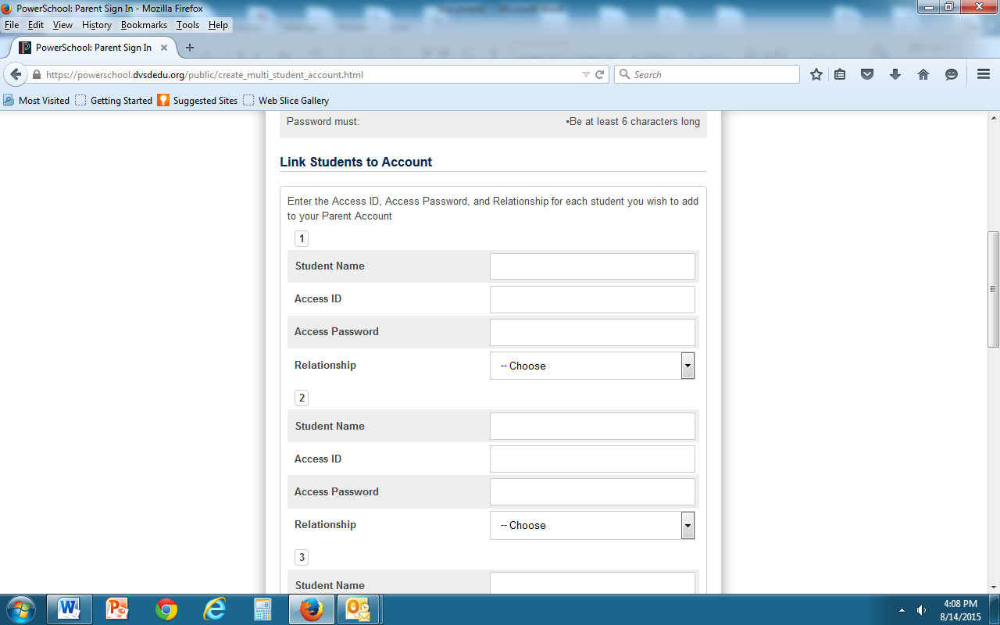 PowerSchool: Parent Sign In - Mozilla Firefox
File Edit View History Bookmarks Tools Help
PowerSchool: Parent Sign In
https://powerschool.dvsdedu.org/public/create_multi_student_account.html
Search
Most Visited Getting Started Suggested Sites Web Slice Gallery
Password must: •Be at least 6 characters long
Link Students to Account
Enter the Access ID, Access Password, and Relationship for each student you wish to add
to your Parent Account
1
Student Name
Access ID
Access Password
Relationship -- Choose
2
Student Name
Access ID
Access Password
Relationship -- Choose
3
Student Name
4:08 PM
8/14/2015